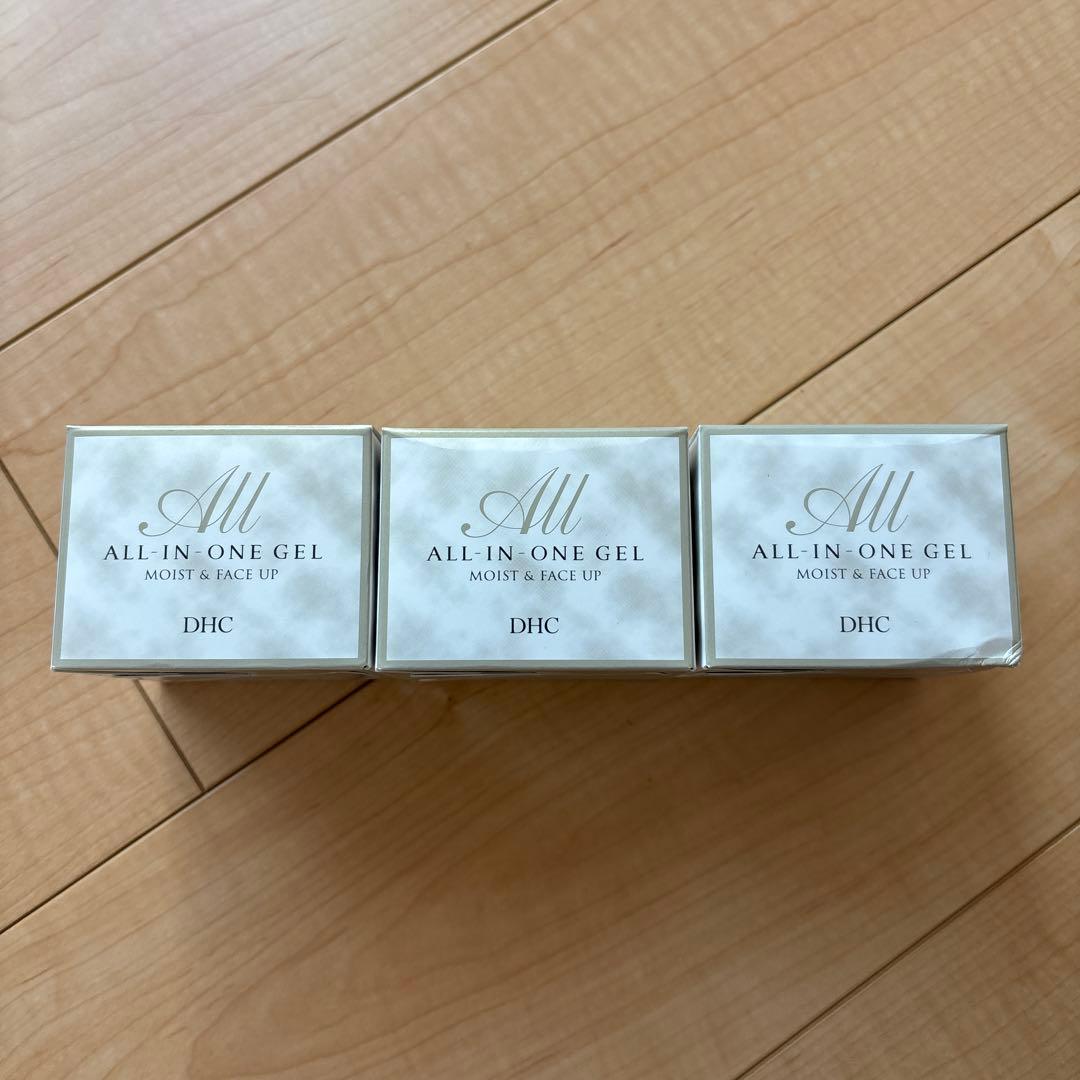 All
ALL-IN-ONE GEL
MOIST & FACE UP
DHC
All
ALL-IN-ONE GEL
MOIST & FACE UP
DHC
All
ALL-IN-ONE GEL
MOIST & FACE UP
DHC